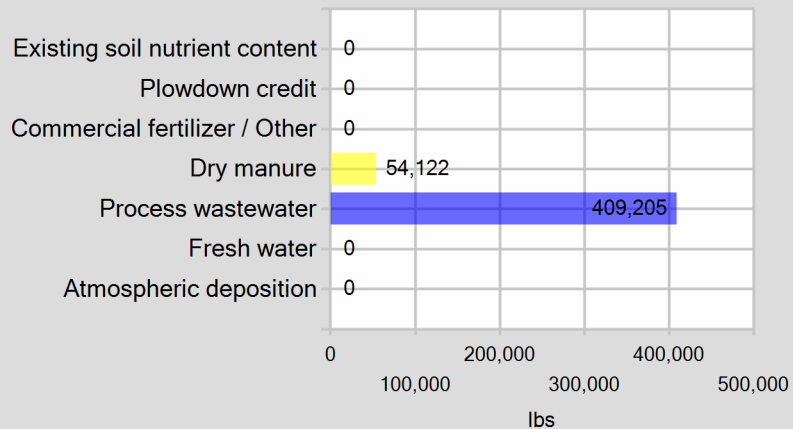 Existing soil nutrient content 0
Plowdown credit 0
Commercial fertilizer / Other 0
Dry manure 54,122
Process wastewater 409,205
Fresh water 0
Atmospheric deposition 0
0 200,000 400,000
100,000 300,000 500,000
lbs